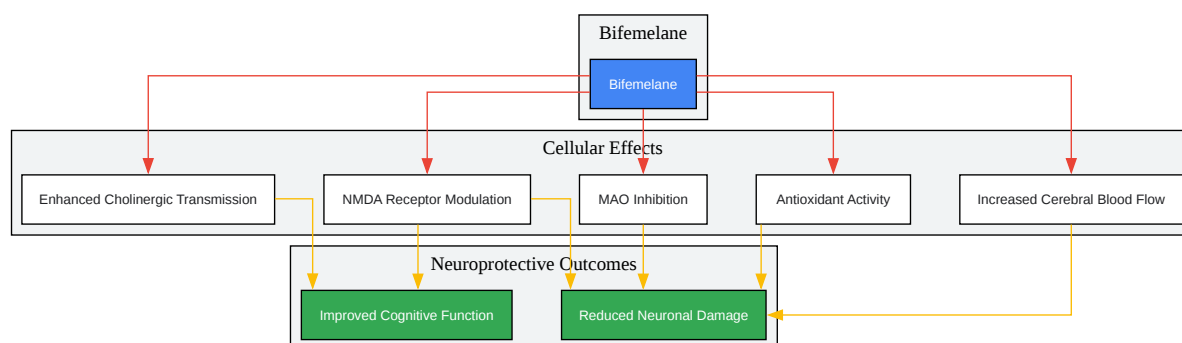 Bifemelane
Bifemelane
Cellular Effects
Enhanced Cholinergic Transmission
NMDA Receptor Modulation
MAO Inhibition
Antioxidant Activity
Increased Cerebral Blood Flow
Neuroprotective Outcomes
Improved Cognitive Function
Reduced Neuronal Damage